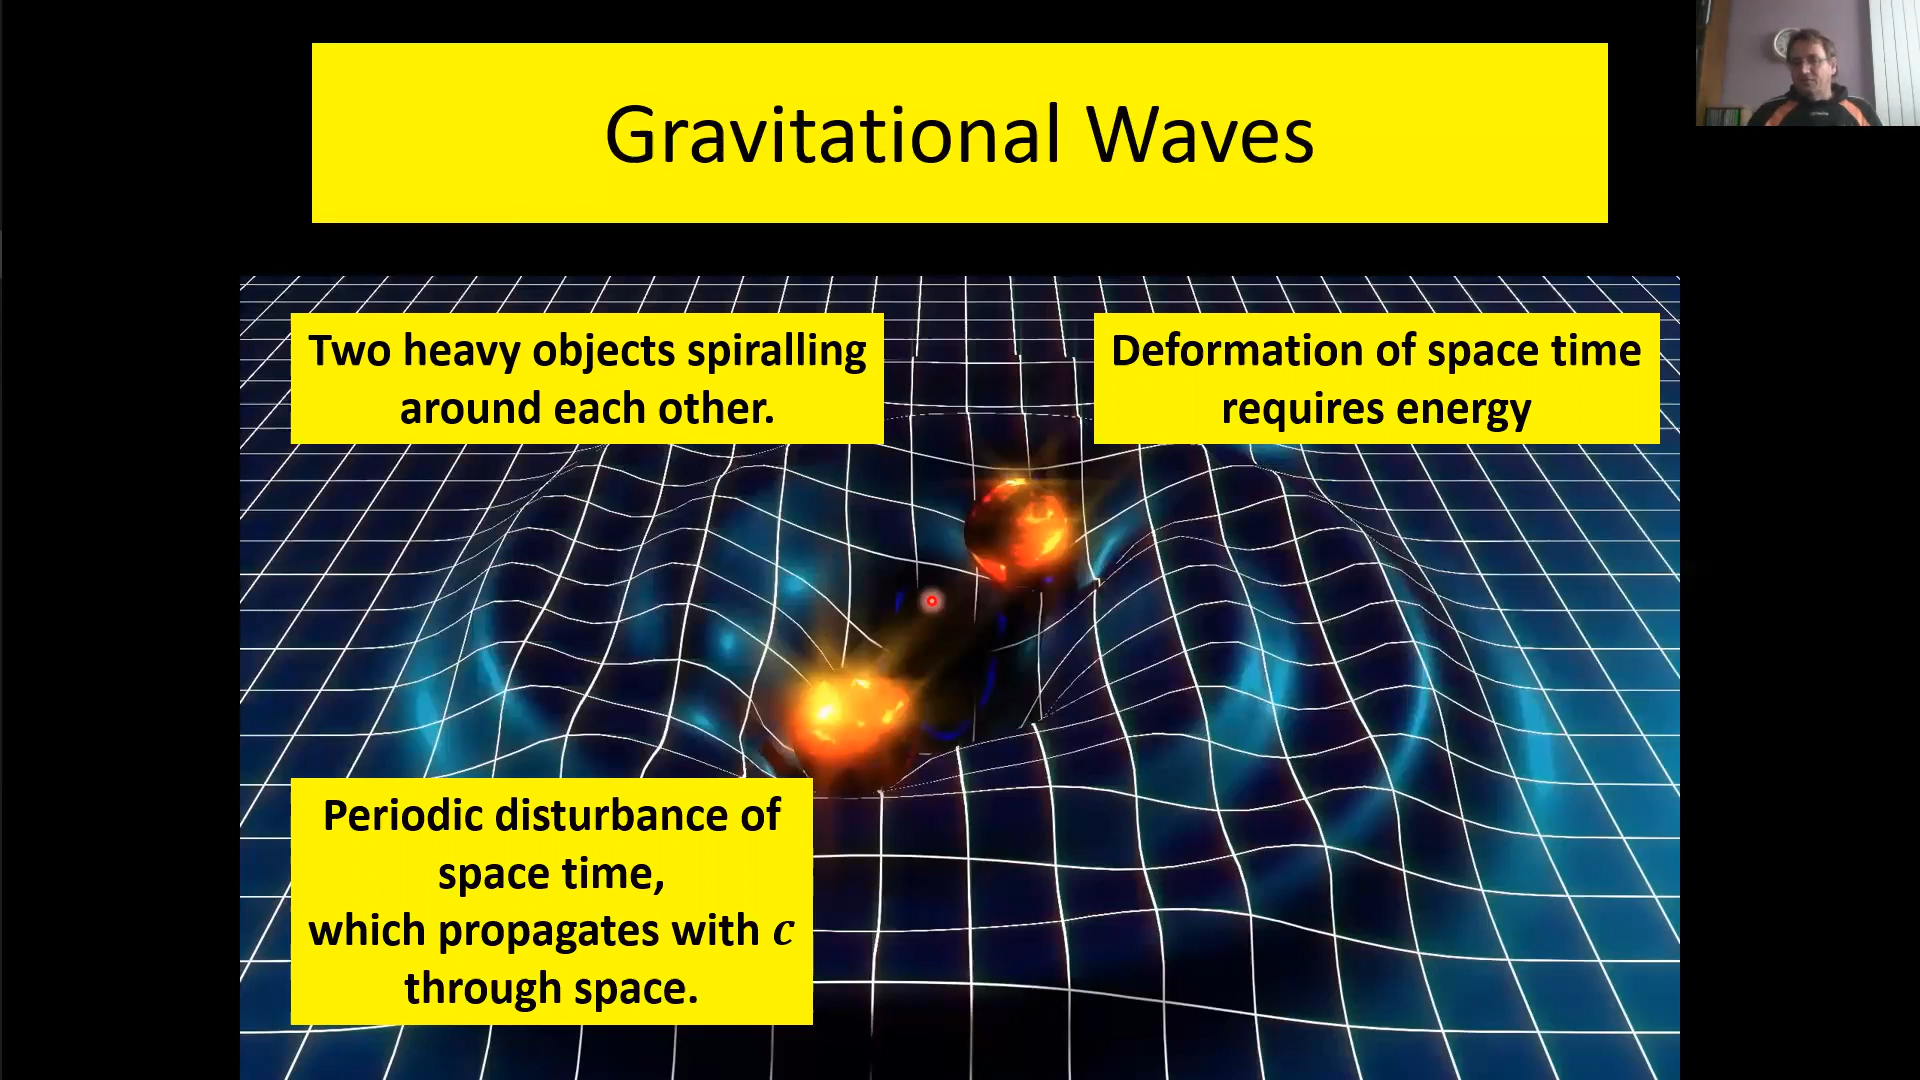 Gravitational Waves
Two heavy objects spiralling
around each other.
Deformation of space time
requires energy
Periodic disturbance of
space time,
which propagates with c
through space.